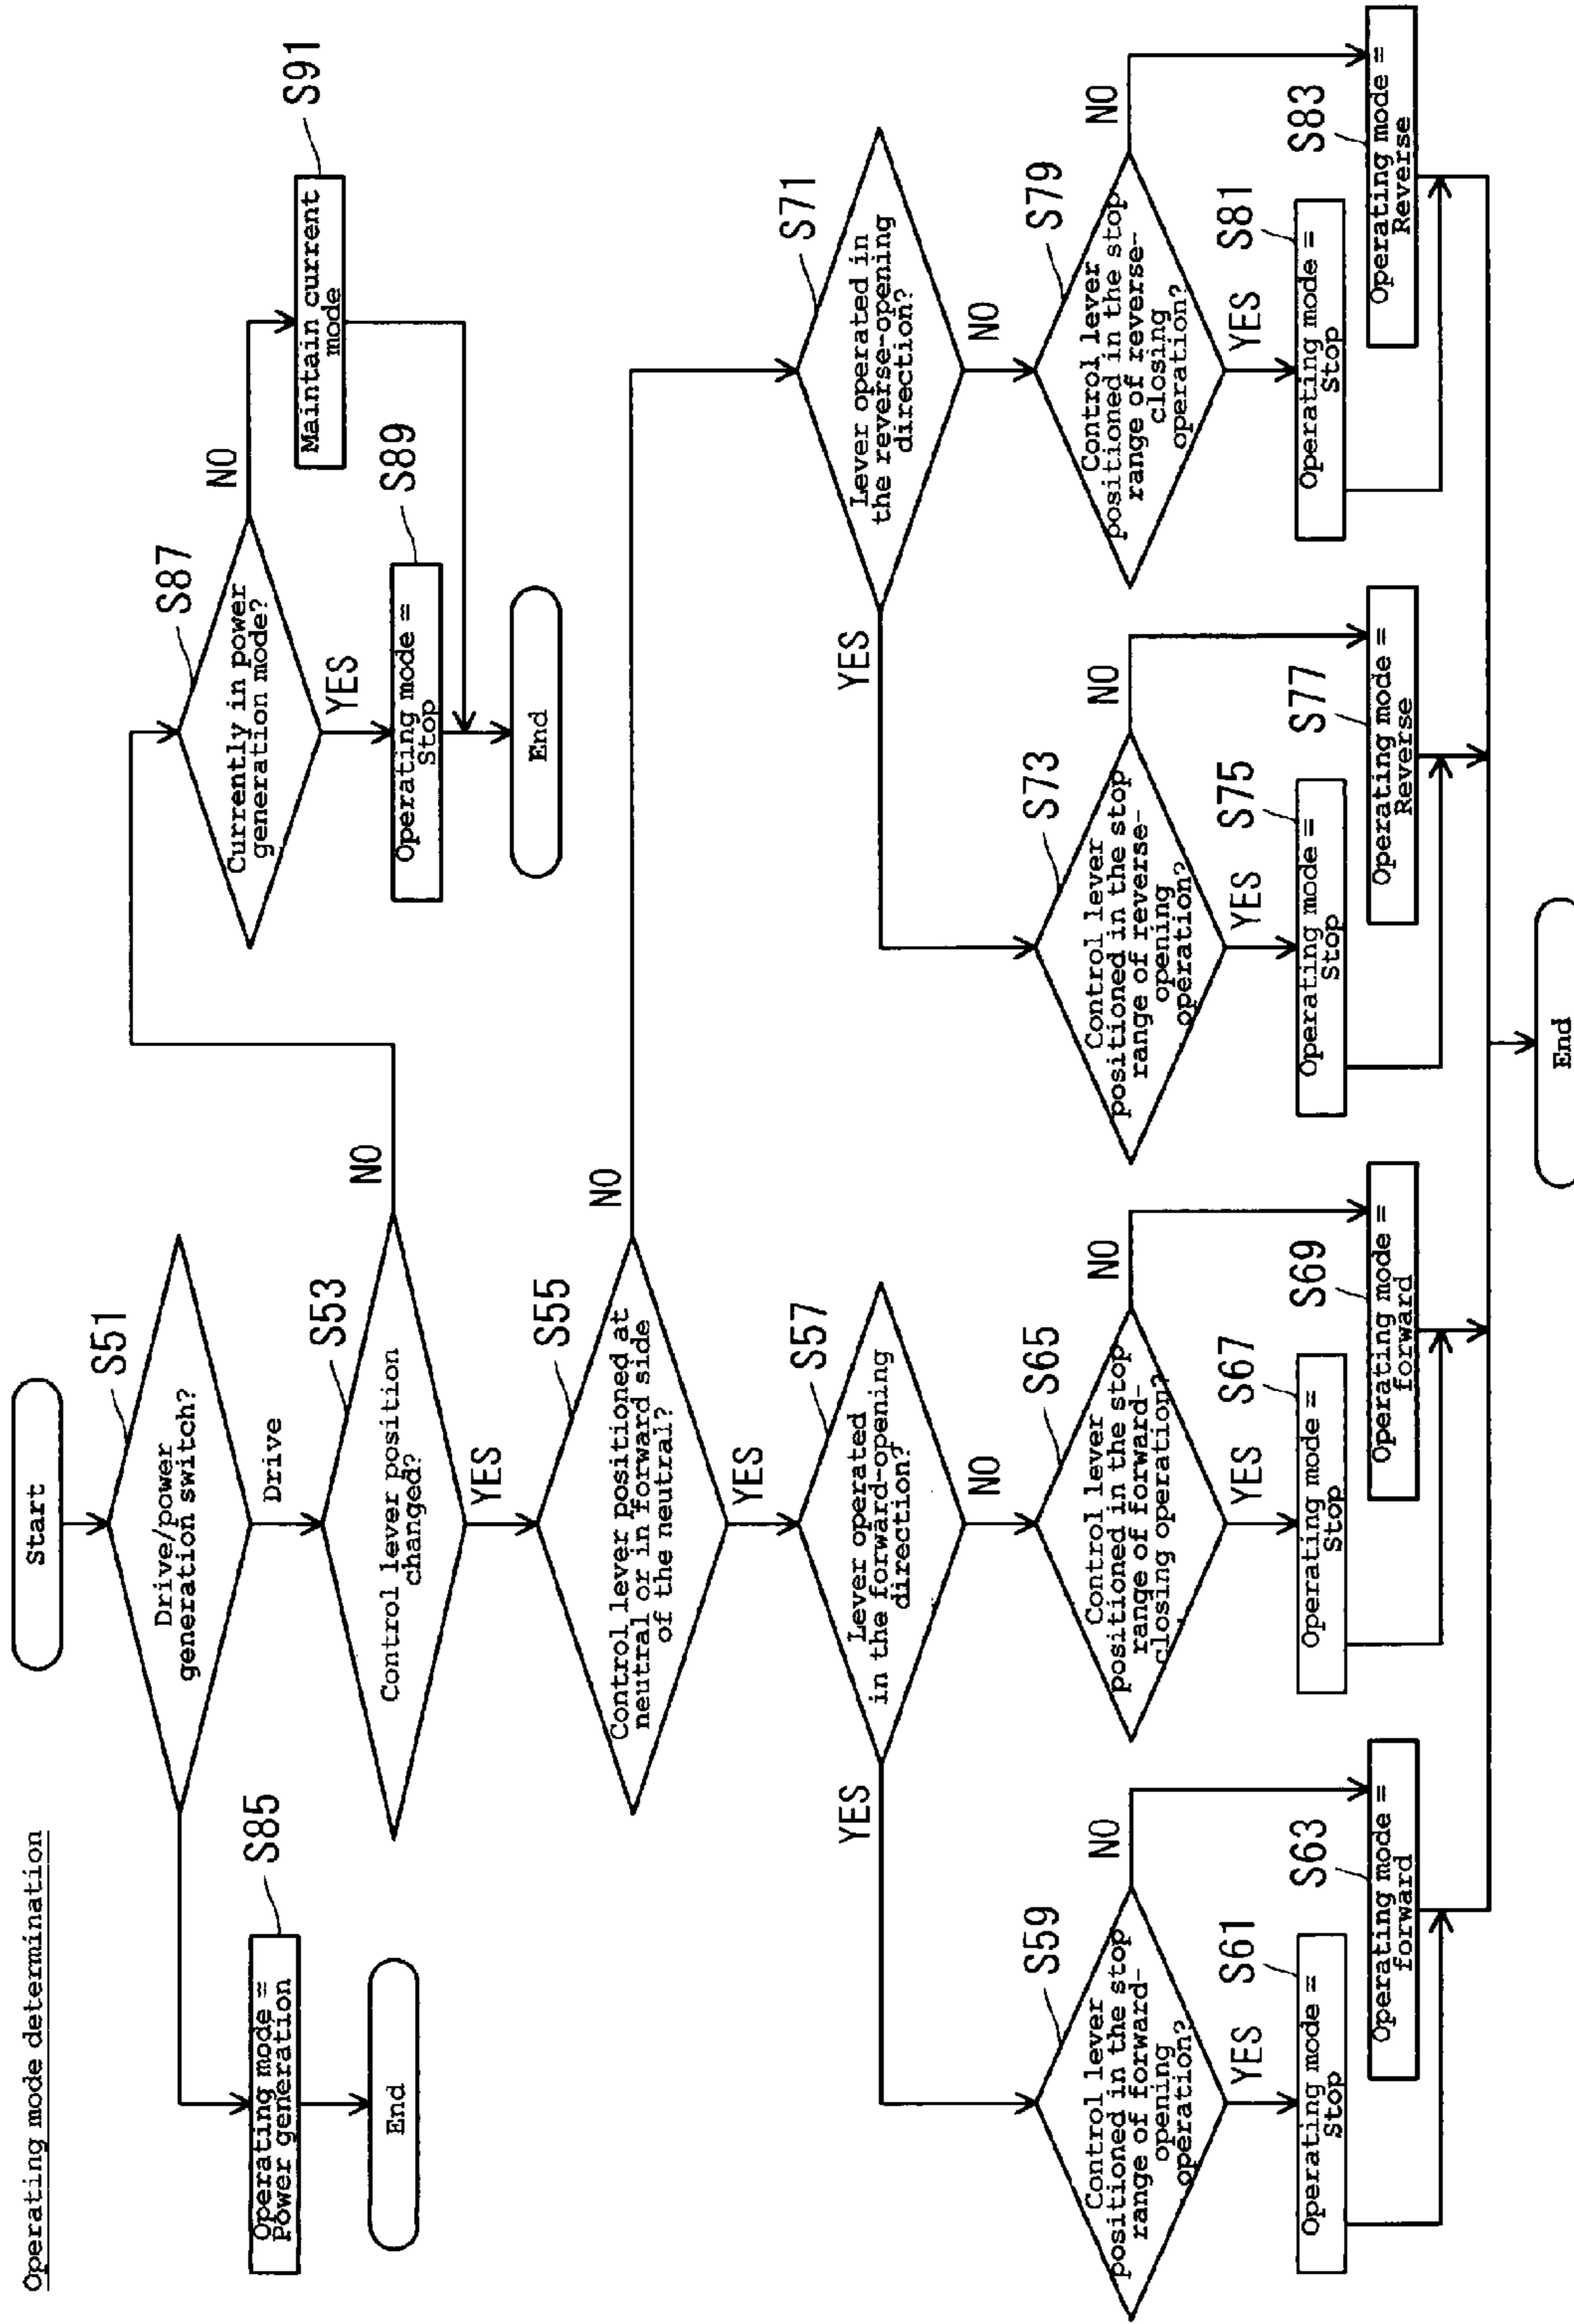 Operating mode determination
Start
S51
Drive/power
generation switch?
Drive
S85
Operating mode =
Power generation
End
S53
Control lever position
changed?
NO
YES
S87
Currently in power
generation mode?
NO
YES
S91
Maintain current
mode
S89
Operating mode =
Stop
End
S55
Control lever positioned at
neutral or in forward side
of the neutral?
NO
YES
S57
Lever operated
in the forward-opening
direction?
YES
NO
S71
Lever operated in
the reverse-opening
direction?
YES
NO
S59
Control lever
positioned in the stop
range of forward-
opening
operation?
NO
YES
S61
Operating mode =
Stop
S63
Operating mode =
forward
S65
Control lever
positioned in the stop
range of forward-
closing operation?
NO
YES
S67
Operating mode =
Stop
S69
Operating mode =
forward
S73
Control lever
positioned in the stop
range of reverse-
opening
operation?
NO
YES
S75
Operating mode =
Stop
S77
Operating mode =
Reverse
S79
Control lever
positioned in the stop
range of reverse-
closing
operation?
NO
YES
S81
Operating mode =
Stop
S83
Operating mode =
Reverse
End